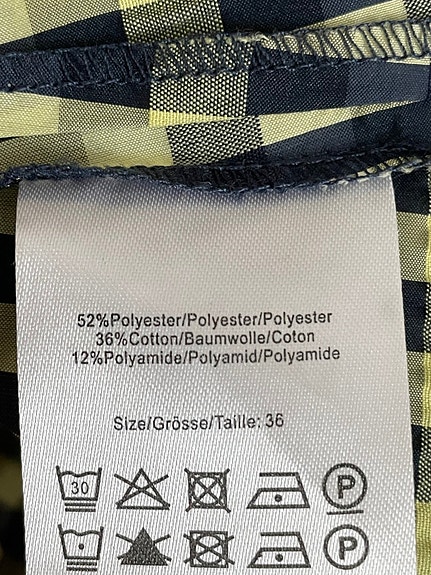 52%Polyester/Polyester/Polyester
36%Cotton/Baumwolle/Coton
12%Polyamide/Polyamid/Polyamide
Size/Grösse/Taille: 36
30 P
P